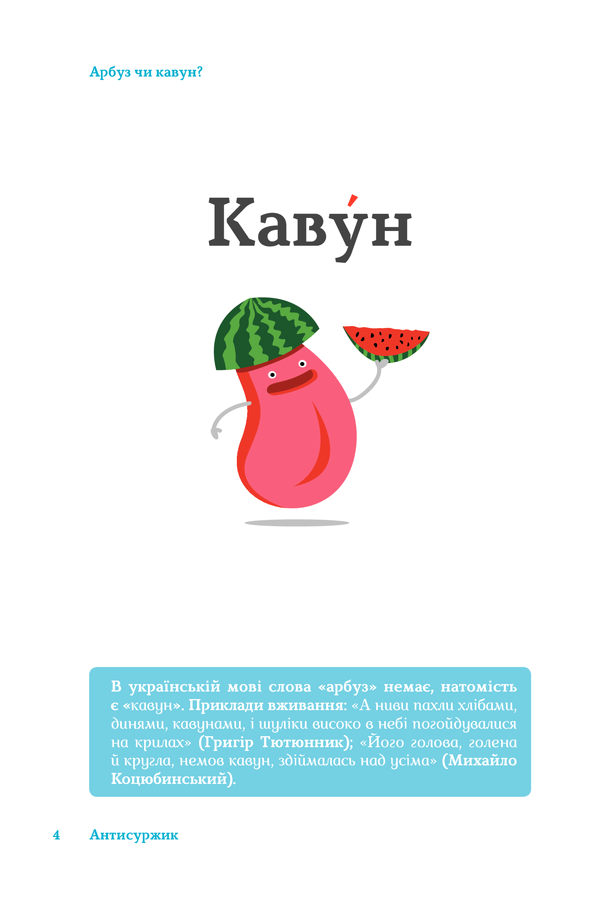 Арбуз чи кавун?
Каву́н
В українській мові слова «арбуз» немає, натомість
є «кавун». Приклади вживання: «А ниви пахли хлібами,
динями, кавунами, і шуліки високо в небі погойдувалися
на крилах» (Григір Тютюнник); «Його голова, голена
й кругла, немов кавун, здіймалась над усіма» (Михайло
Коцюбинський).
4 Антисуржик